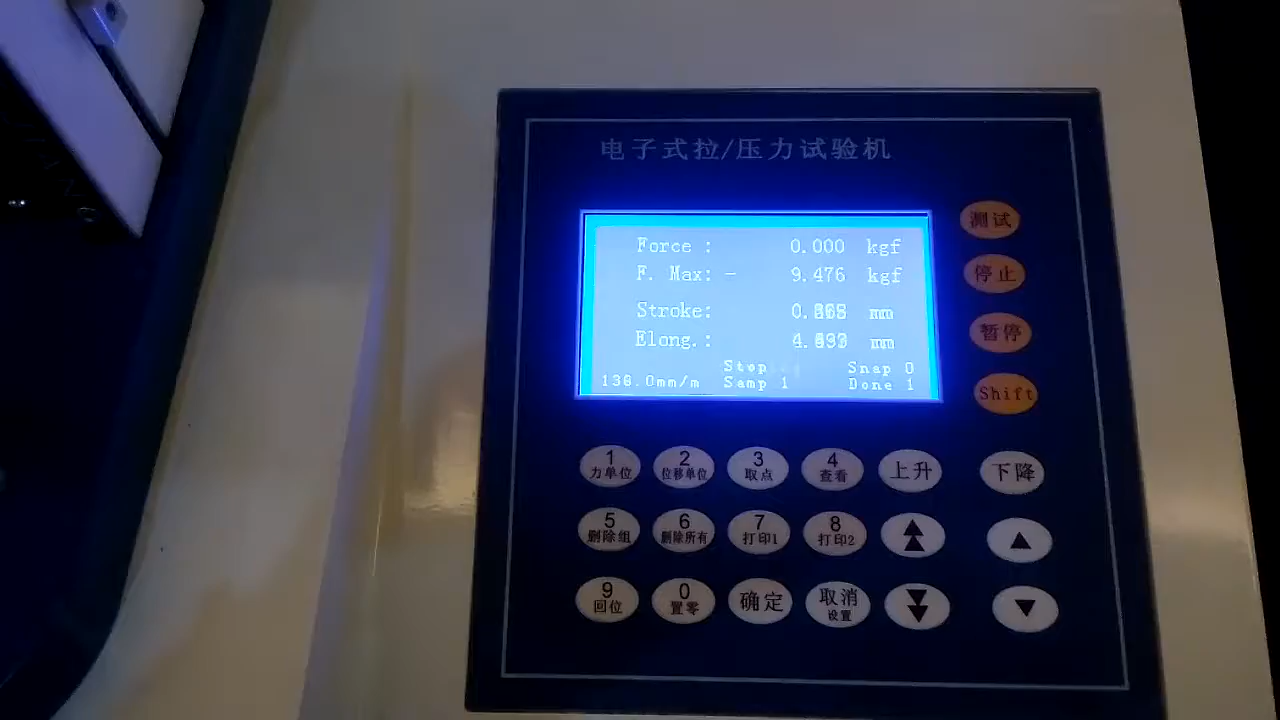 电子式拉/压力试验机
Force : 0.000 kgf
F. Max: - 9.476 kgf
Stroke: mm
Elong.: mm
Stop Snap 0
136.0mm/m Samp 1 Done 1
测试
停止
暂停
Shift
1 力单位
2 位移单位
3 取点
4 查看
上升
下降
5 删除组
6 删除所有
7 打印1
8 打印2
9 回位
0 置零
确定
取消 设置